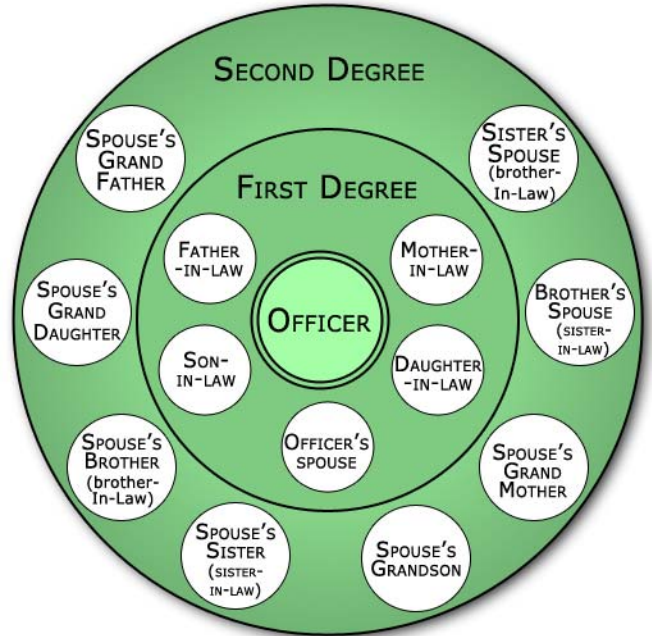 SECOND DEGREE
SPOUSE'S
GRAND
FATHER
SISTER'S
SPOUSE
(brother-
In-Law)
FIRST DEGREE
FATHER
-IN-LAW
MOTHER-
IN-LAW
SPOUSE'S
GRAND
DAUGHTER
OFFICER
BROTHER'S
SPOUSE
(SISTER-
IN-LAW)
SON-
IN-LAW
DAUGHTER
-IN-LAW
SPOUSE'S
BROTHER
(brother-
In-Law)
OFFICER'S
SPOUSE
SPOUSE'S
GRAND
MOTHER
SPOUSE'S
SISTER
(SISTER-
IN-LAW)
SPOUSE'S
GRANDSON